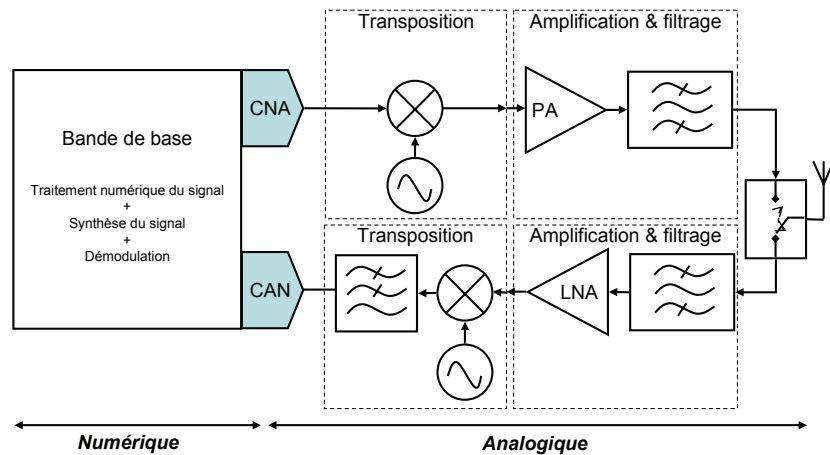 Transposition
Amplification & filtrage
CNA
PA
Bande de base
Traitement numérique du signal
+
Synthèse du signal
+
Démodulation
Transposition
Amplification & filtrage
CAN
LNA
Numérique
Analogique